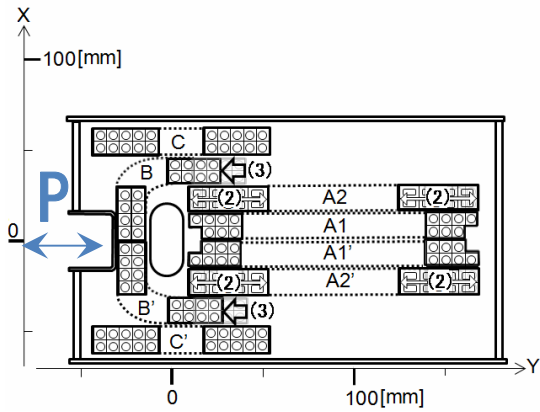 X
100[mm]
C
B
(3)
(2)
A2
(2)
P
A1
0
A1'
(2)
A2'
(2)
B'
(3)
C'
Y
0
100[mm]